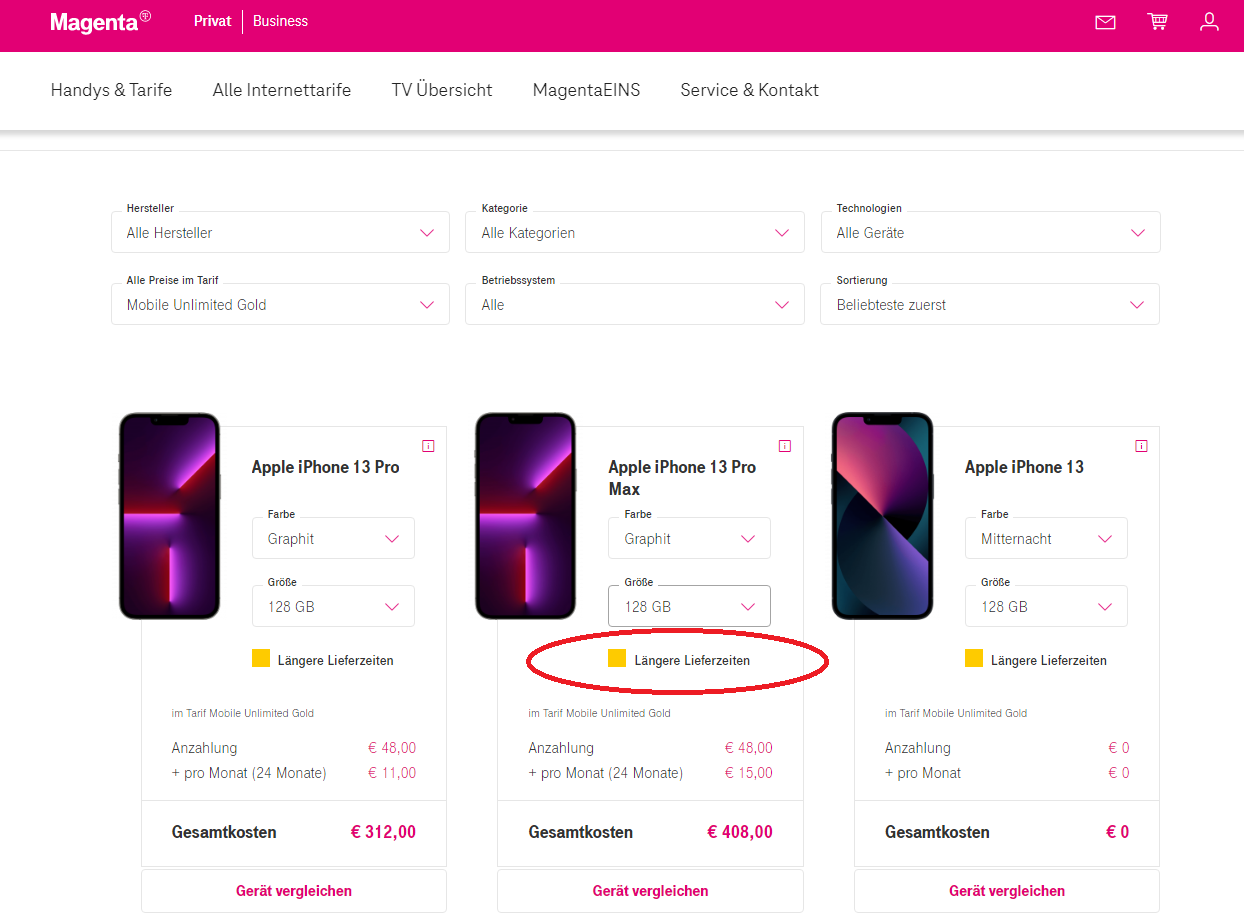 Magenta
Privat
Business
Handys & Tarife
Alle Internettarife
TV Übersicht
MagentaEINS
Service & Kontakt
Hersteller
Alle Hersteller
Kategorie
Alle Kategorien
Technologien
Alle Geräte
Alle Preise im Tarif
Mobile Unlimited Gold
Betriebssystem
Alle
Sortierung
Beliebteste zuerst
Apple iPhone 13 Pro
Farbe
Graphit
Größe
128 GB
Längere Lieferzeiten
im Tarif Mobile Unlimited Gold
Anzahlung € 48,00
+ pro Monat (24 Monate) € 11,00
Gesamtkosten € 312,00
Gerät vergleichen
Apple iPhone 13 Pro
Max
Farbe
Graphit
Größe
128 GB
Längere Lieferzeiten
im Tarif Mobile Unlimited Gold
Anzahlung € 48,00
+ pro Monat (24 Monate) € 15,00
Gesamtkosten € 408,00
Gerät vergleichen
Apple iPhone 13
Farbe
Mitternacht
Größe
128 GB
Längere Lieferzeiten
im Tarif Mobile Unlimited Gold
Anzahlung € 0
+ pro Monat € 0
Gesamtkosten € 0
Gerät vergleichen